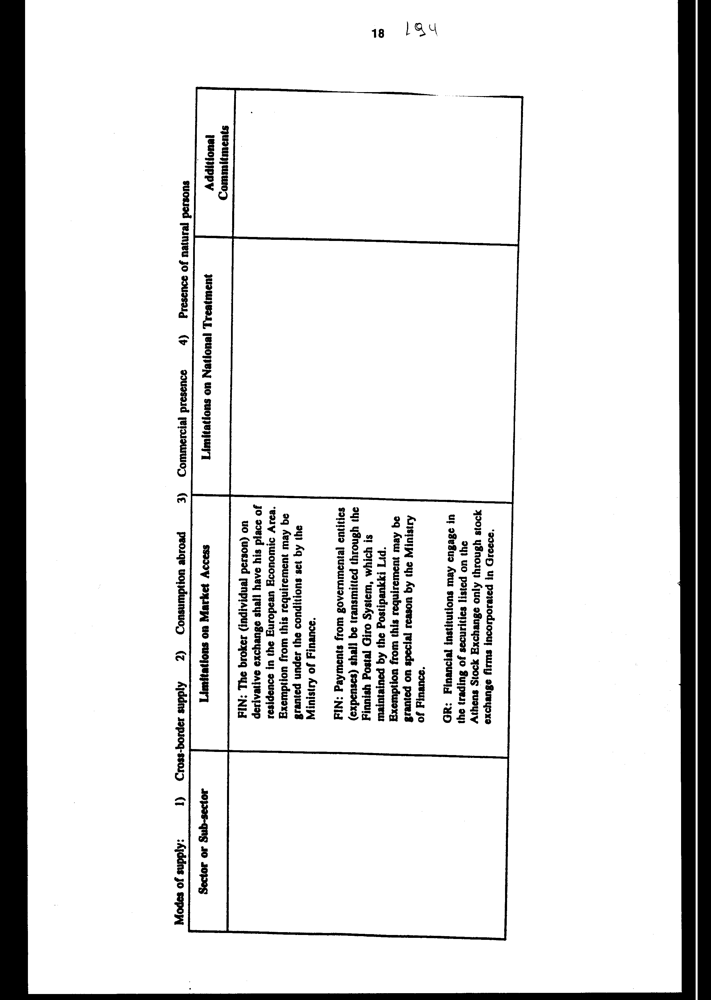 18 194
Modes of supply: 1) Cross-border supply 2) Consumption abroad 3) Commercial presence 4) Presence of natural persons
Sector or Sub-sector
Limitations on Market Access
Limitations on National Treatment
Additional
Commitments
FIN: The broker (individual person) on
derivative exchange shall have his place of
residence in the European Economic Area.
Exemption from this requirement may be
granted under the conditions set by the
Ministry of Finance.
FIN: Payments from governmental entities
(expenses) shall be transmitted through the
Finnish Postal Giro System, which is
maintained by the Postipankki Ltd.
Exemption from this requirement may be
granted on special reason by the Ministry
of Finance.
GR: Financial institutions may engage in
the trading of securities listed on the
Athens Stock Exchange only through stock
exchange firms incorporated in Greece.